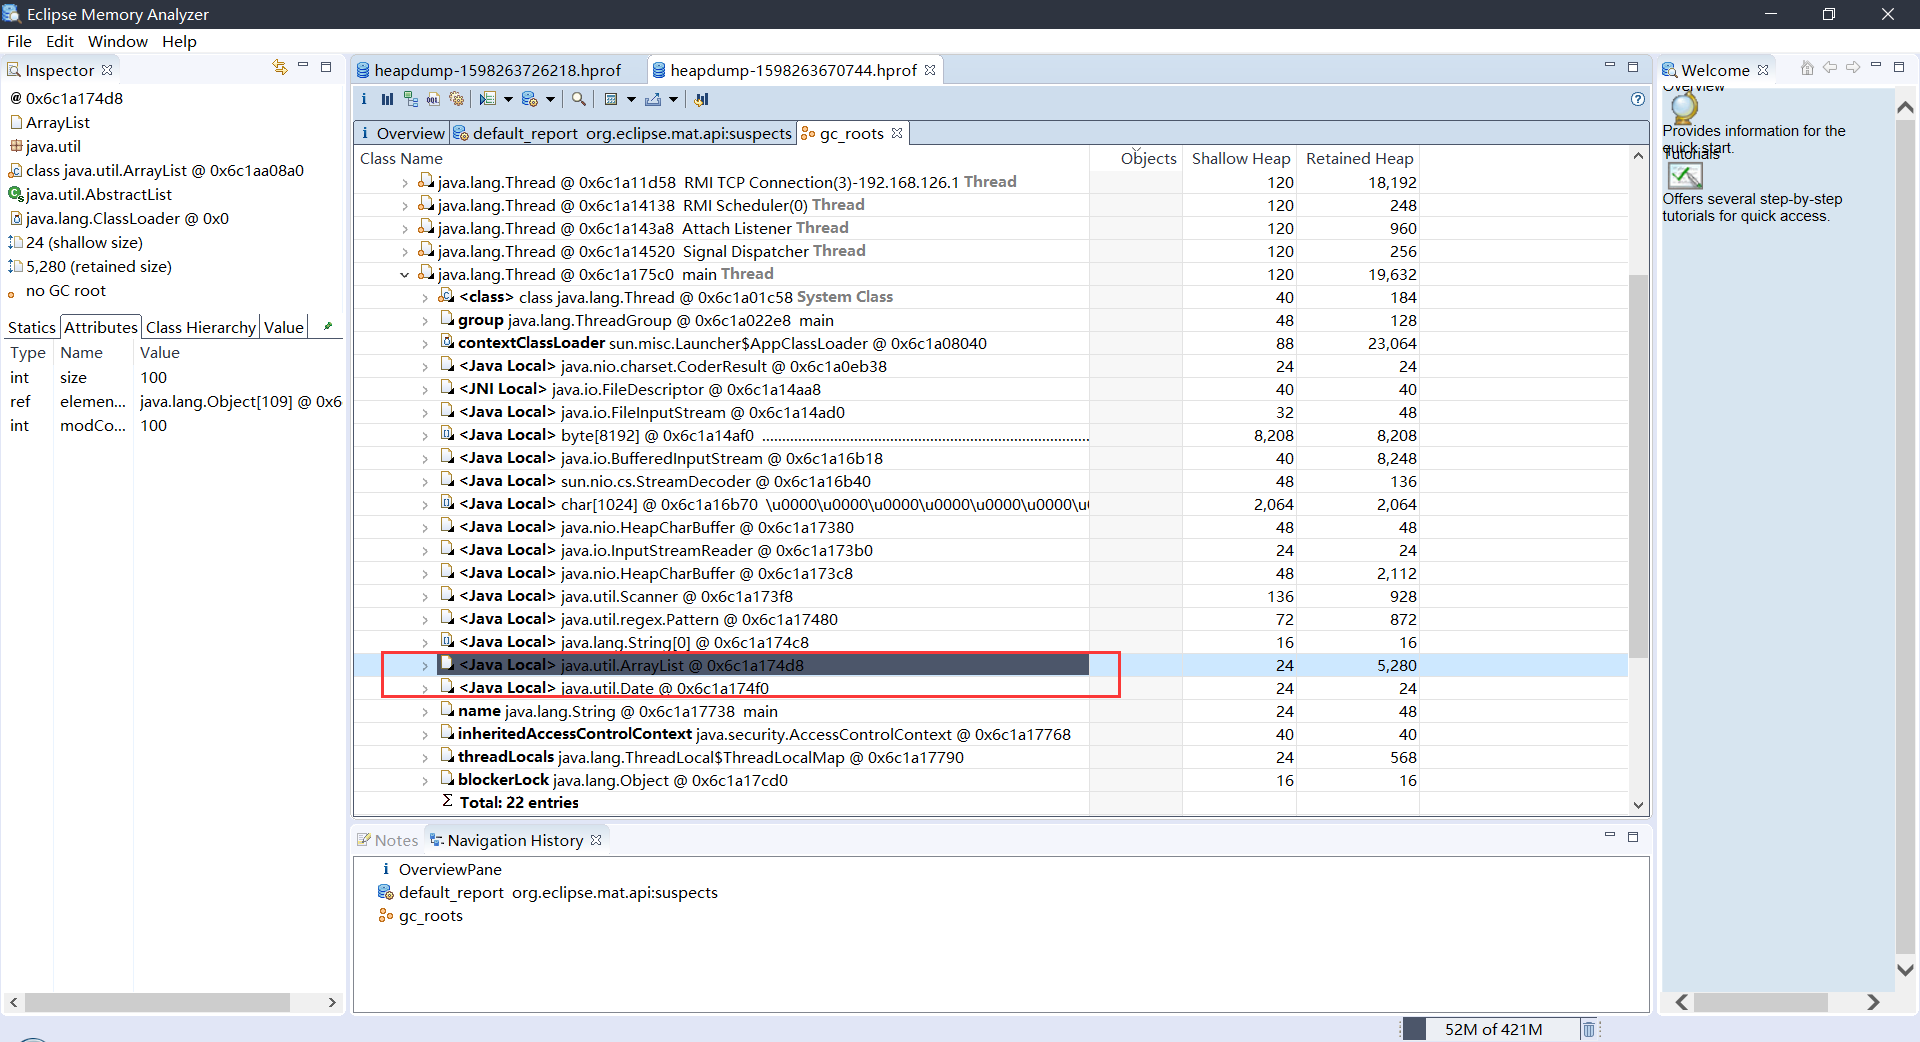 Eclipse Memory Analyzer
File Edit Window Help
Inspector
@ 0x6c1a174d8
ArrayList
java.util
class java.util.ArrayList @ 0x6c1aa08a0
java.util.AbstractList
java.lang.ClassLoader @ 0x0
24 (shallow size)
5,280 (retained size)
no GC root
Statics Attributes Class Hierarchy Value
Type Name Value
int size 100
ref elemen... java.lang.Object[109] @ 0x6
int modCo... 100
heapdump-1598263726218.hprof heapdump-1598263670744.hprof
Overview default_report org.eclipse.mat.api:suspects gc_roots
Class Name Objects Shallow Heap Retained Heap
java.lang.Thread @ 0x6c1a11d58 RMI TCP Connection(3)-192.168.126.1 Thread 120 18,192
java.lang.Thread @ 0x6c1a14138 RMI Scheduler(0) Thread 120 248
java.lang.Thread @ 0x6c1a143a8 Attach Listener Thread 120 960
java.lang.Thread @ 0x6c1a14520 Signal Dispatcher Thread 120 256
java.lang.Thread @ 0x6c1a175c0 main Thread 120 19,632
<class> class java.lang.Thread @ 0x6c1a01c58 System Class 40 184
group java.lang.ThreadGroup @ 0x6c1a022e8 main 48 128
contextClassLoader sun.misc.Launcher$AppClassLoader @ 0x6c1a08040 88 23,064
<Java Local> java.nio.charset.CoderResult @ 0x6c1a0eb38 24 24
<JNI Local> java.io.FileDescriptor @ 0x6c1a14aa8 40 40
<Java Local> java.io.FileInputStream @ 0x6c1a14ad0 32 48
<Java Local> byte[8192] @ 0x6c1a14af0 ................................................................................ 8,208 8,208
<Java Local> java.io.BufferedInputStream @ 0x6c1a16b18 40 8,248
<Java Local> sun.nio.cs.StreamDecoder @ 0x6c1a16b40 48 136
<Java Local> char[1024] @ 0x6c1a16b70 \u0000\u0000\u0000\u0000\u0000\u0000\u( 2,064 2,064
<Java Local> java.nio.HeapCharBuffer @ 0x6c1a17380 48 48
<Java Local> java.io.InputStreamReader @ 0x6c1a173b0 24 24
<Java Local> java.nio.HeapCharBuffer @ 0x6c1a173c8 48 2,112
<Java Local> java.util.Scanner @ 0x6c1a173f8 136 928
<Java Local> java.util.regex.Pattern @ 0x6c1a17480 72 872
<Java Local> java.lang.String[0] @ 0x6c1a174c8 16 16
<Java Local> java.util.ArrayList @ 0x6c1a174d8 24 5,280
<Java Local> java.util.Date @ 0x6c1a174f0 24 24
name java.lang.String @ 0x6c1a17738 main 24 48
inheritedAccessControlContext java.security.AccessControlContext @ 0x6c1a17768 40 40
threadLocals java.lang.ThreadLocal$ThreadLocalMap @ 0x6c1a17790 24 568
blockerLock java.lang.Object @ 0x6c1a17cd0 16 16
Σ Total: 22 entries
Notes Navigation History
OverviewPane
default_report org.eclipse.mat.api:suspects
gc_roots
Welcome
Overview
Provides information for the
quick start.
Tutorials
Offers several step-by-step
tutorials for quick access.
52M of 421M